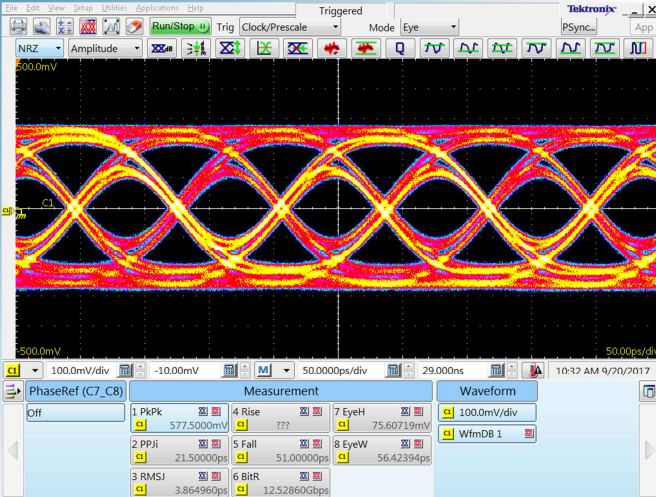 File Edit View Setup Utilities Applications Help
Triggered
Tektronix
Run/Stop Trig Clock/Prescale Mode Eye PSync... App
NRZ Amplitude dB Q
500.0mV
C1
C1
-500.0mV
50.00ps/div
C1 100.0mV/div -10.00mV M 50.0000ps/div 29.000ns 10:32 AM 9/20/2017
PhaseRef (C7_C8) Measurement Waveform
Off
1 PkPk
C1 577.5000mV
4 Rise
C1 ???
7 EyeH
C1 75.60719mV
2 PPJi
C1 21.50000ps
5 Fall
C1 51.00000ps
8 EyeW
C1 56.42394ps
3 RMSJ
C1 3.864960ps
6 BitR
C1 12.52860Gbps
C1 100.0mV/div
C1 WfmDB 1